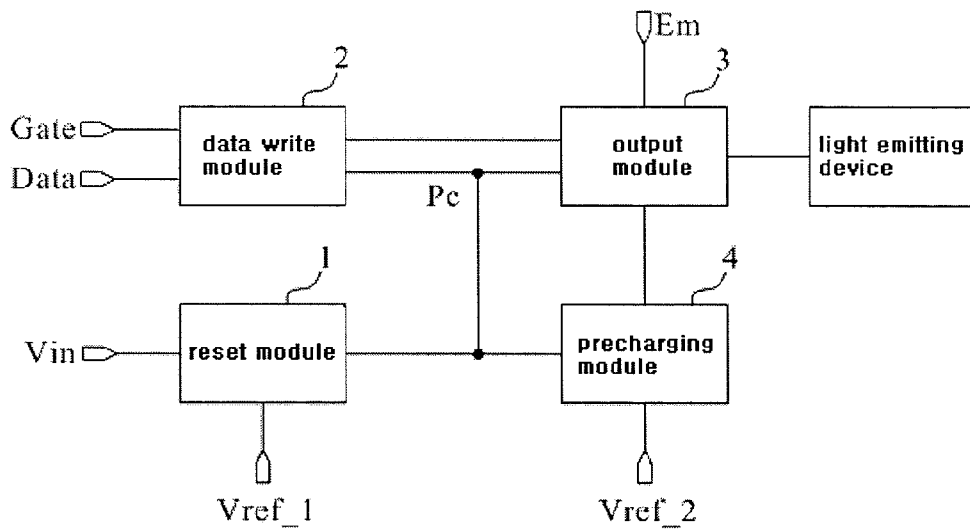 Em
2
3
Gate
data write
module
output
module
light emitting
device
Data
Pc
1
4
Vin
reset module
precharging
module
Vref_1
Vref_2